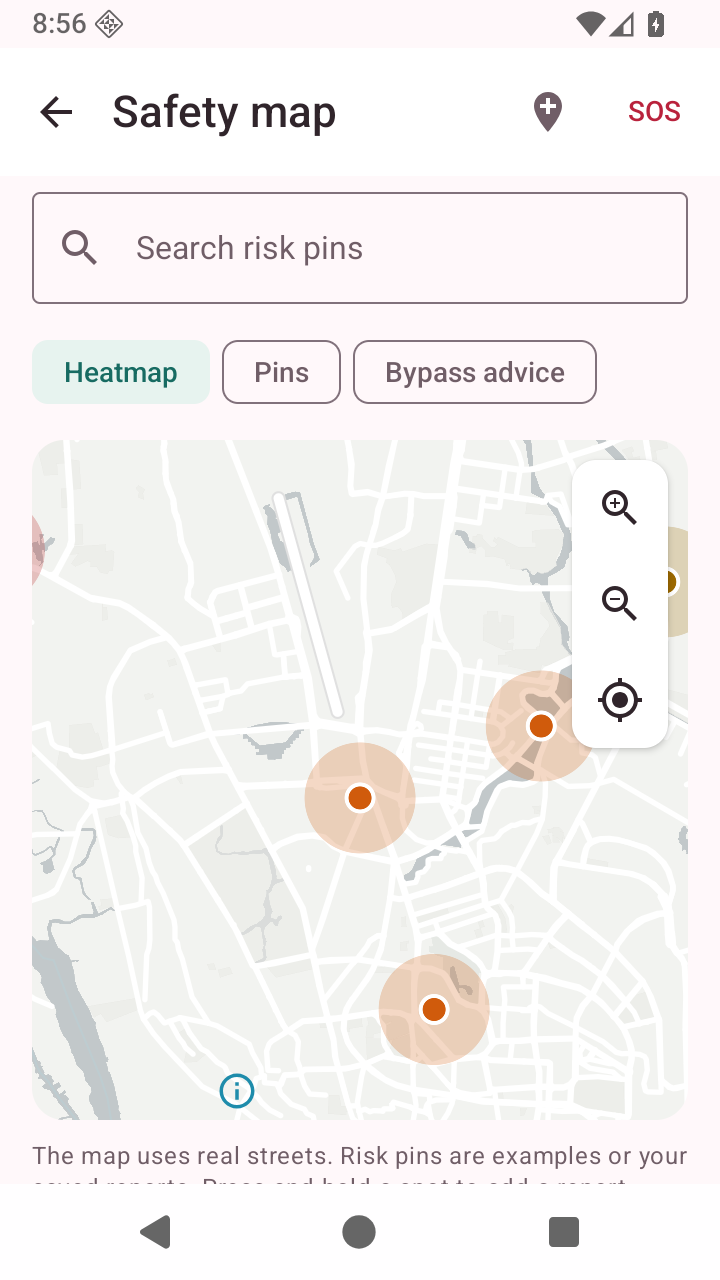 8:56
Safety map
SOS
Search risk pins
Heatmap
Pins
Bypass advice
The map uses real streets. Risk pins are examples or your